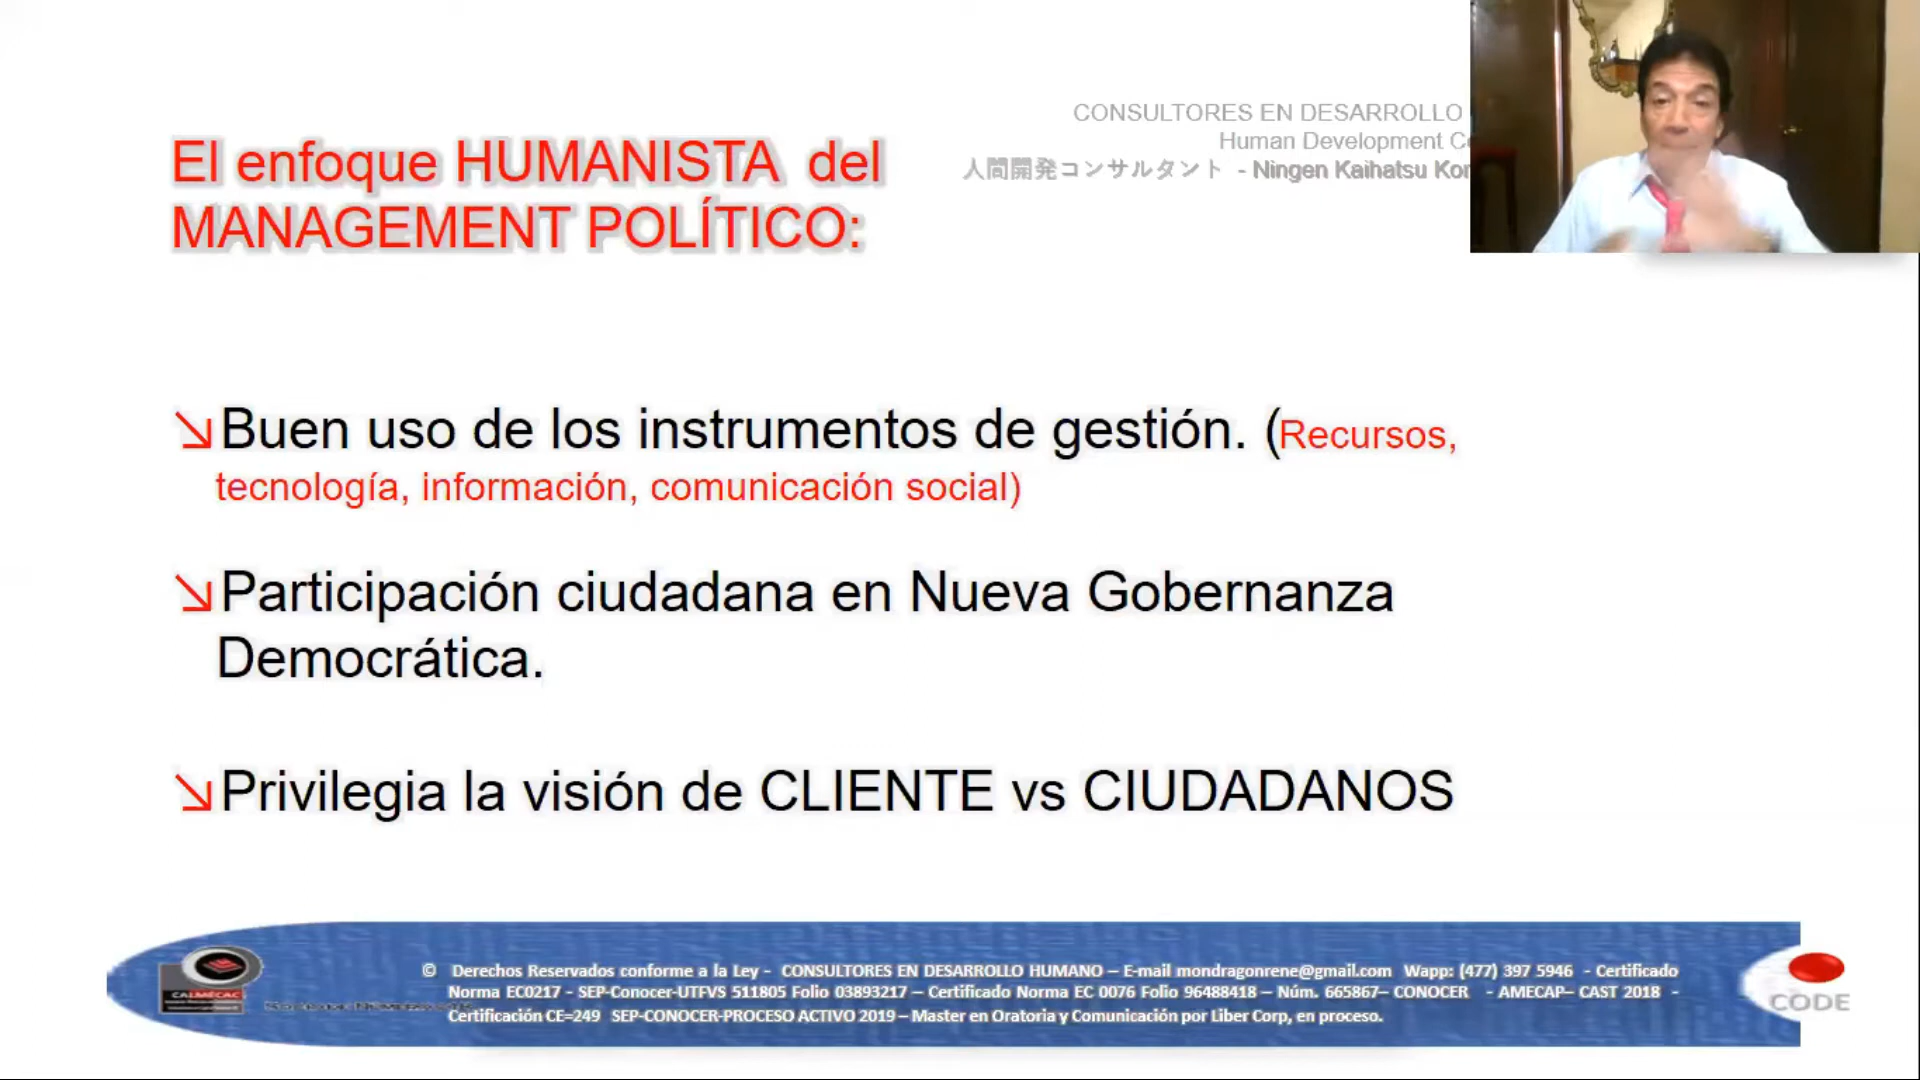 CONSULTORES EN DESARROLLO
Human Development
人間開発コンサルタント - Ningen Kaihatsu
El enfoque HUMANISTA del
MANAGEMENT POLÍTICO:
↘Buen uso de los instrumentos de gestión. (Recursos,
tecnología, información, comunicación social)
↘Participación ciudadana en Nueva Gobernanza
Democrática.
↘Privilegia la visión de CLIENTE vs CIUDADANOS
© Derechos Reservados conforme a la Ley - CONSULTORES EN DESARROLLO HUMANO – E-mail mondragonrene@gmail.com Wapp: (477) 397 5946 - Certificado
Norma EC0217 - SEP-Conocer-UTFVS 511805 Folio 03893217 – Certificado Norma EC 0076 Folio 96488418 – Núm. 665867– CONOCER - AMECAP– CAST 2018 -
Certificación CE=249 SEP-CONOCER-PROCESO ACTIVO 2019 – Master en Oratoria y Comunicación por Liber Corp, en proceso.
CALMECAC
CODE